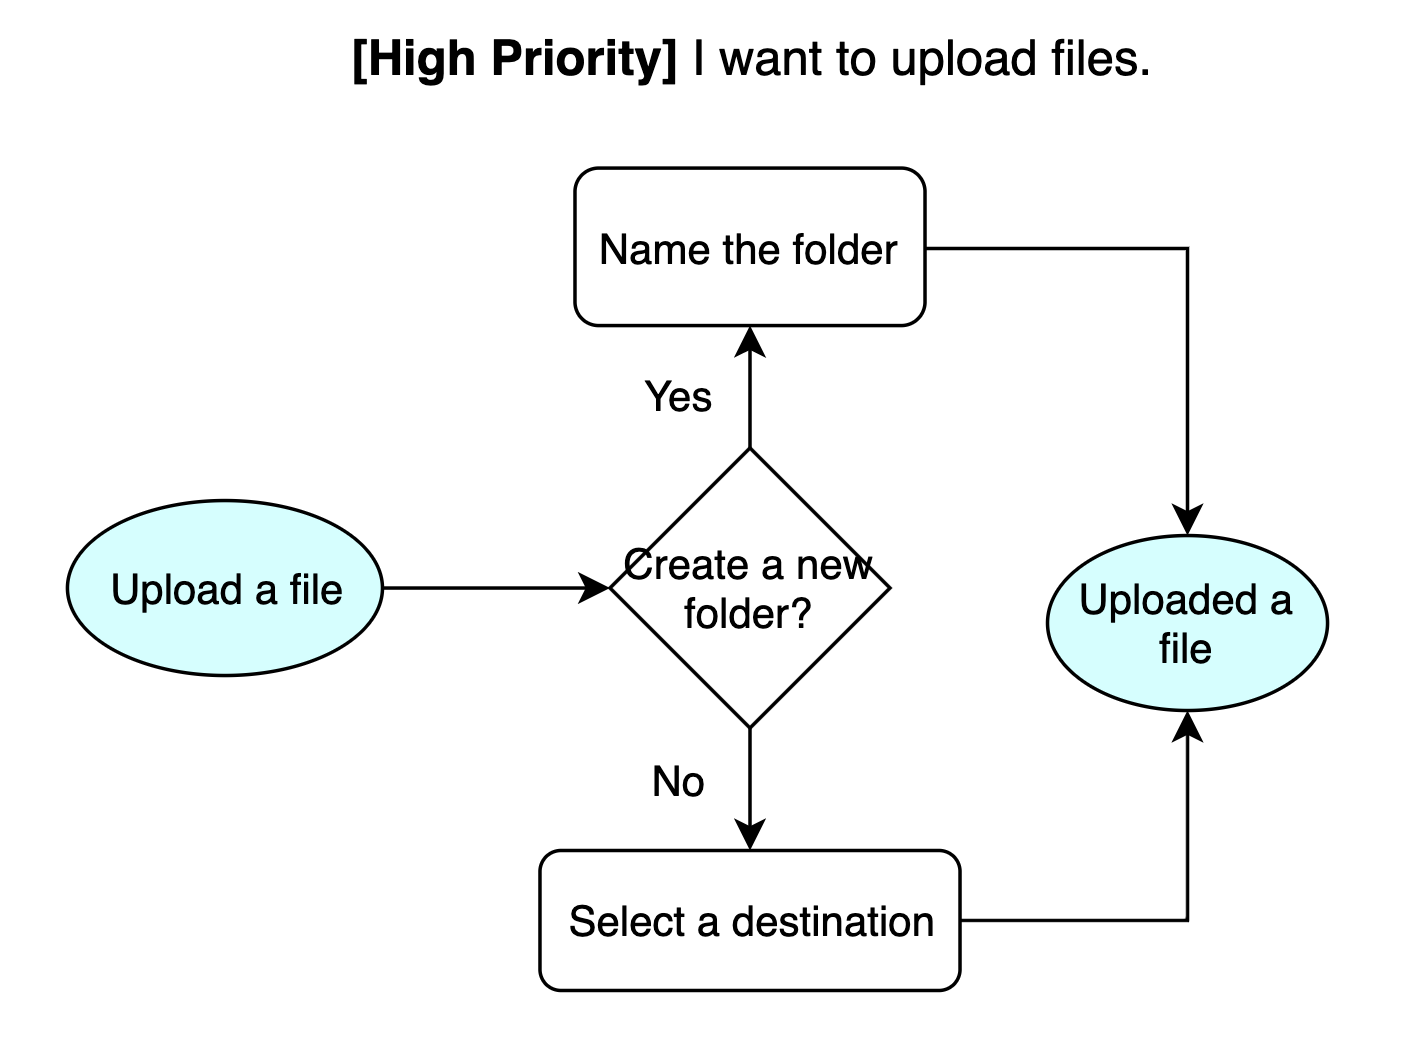 [High Priority] I want to upload files.
Name the folder
Yes
Upload a file
Create a new
folder?
Uploaded a
file
No
Select a destination